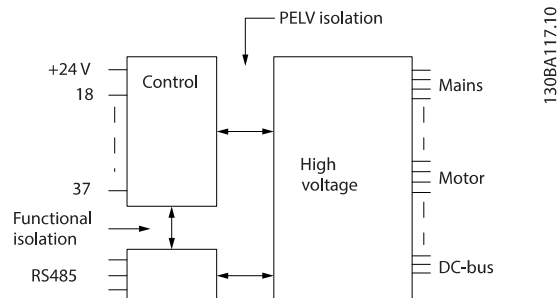 PELV isolation
130BA117.10
+24 V
Control
18
37
Mains
High
voltage
Motor
Functional
isolation
RS485
DC-bus